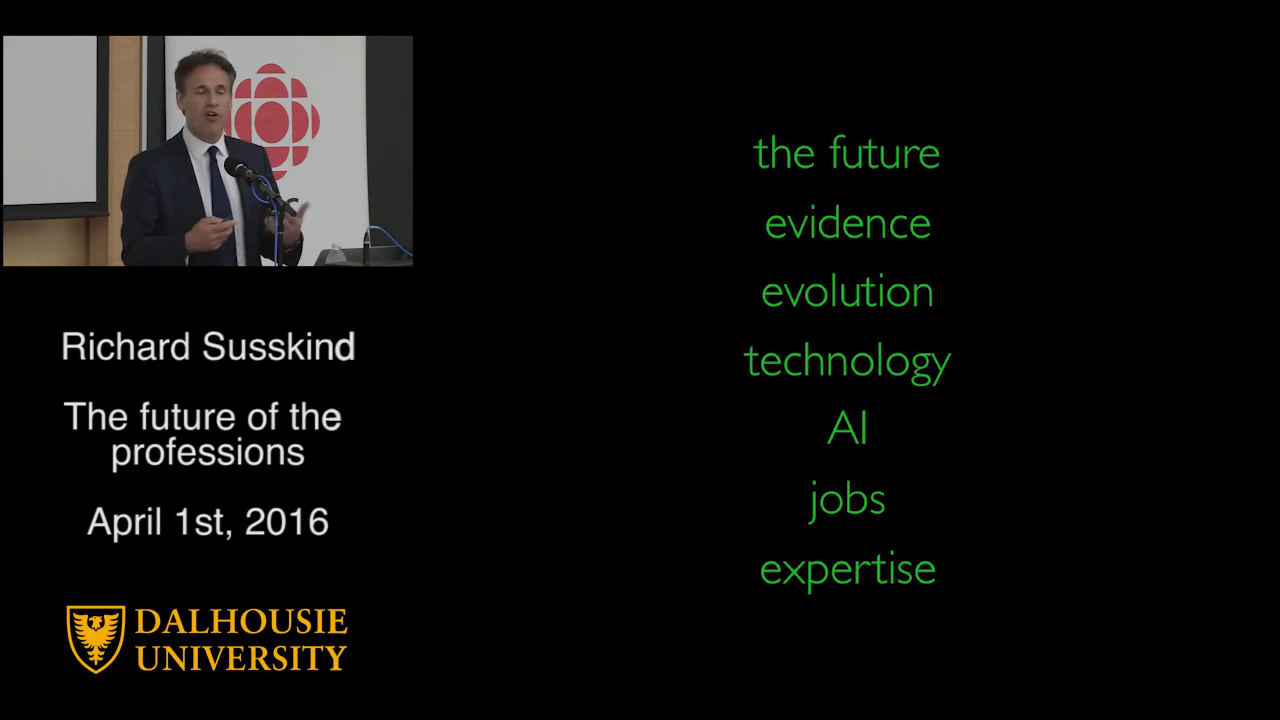 Richard Susskind
The future of the
professions
April 1st, 2016
DALHOUSIE
UNIVERSITY
the future
evidence
evolution
technology
AI
jobs
expertise